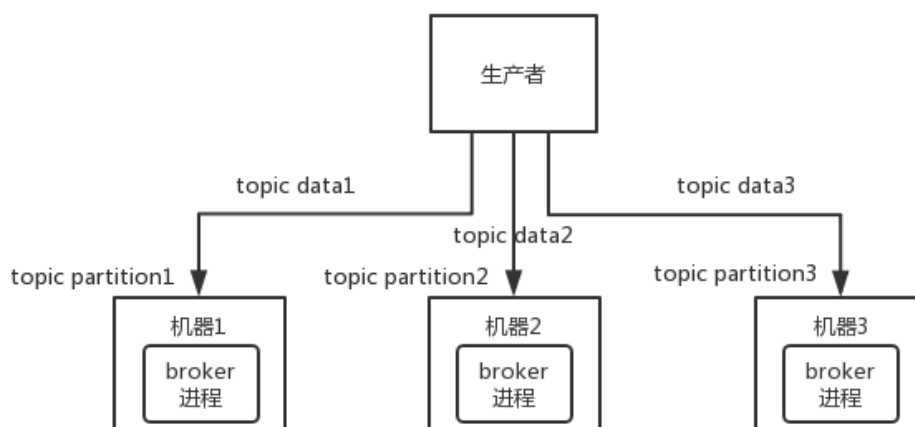 生产者
topic data1
topic data3
topic data2
topic partition1
topic partition2
topic partition3
机器1
机器2
机器3
broker
进程
broker
进程
broker
进程